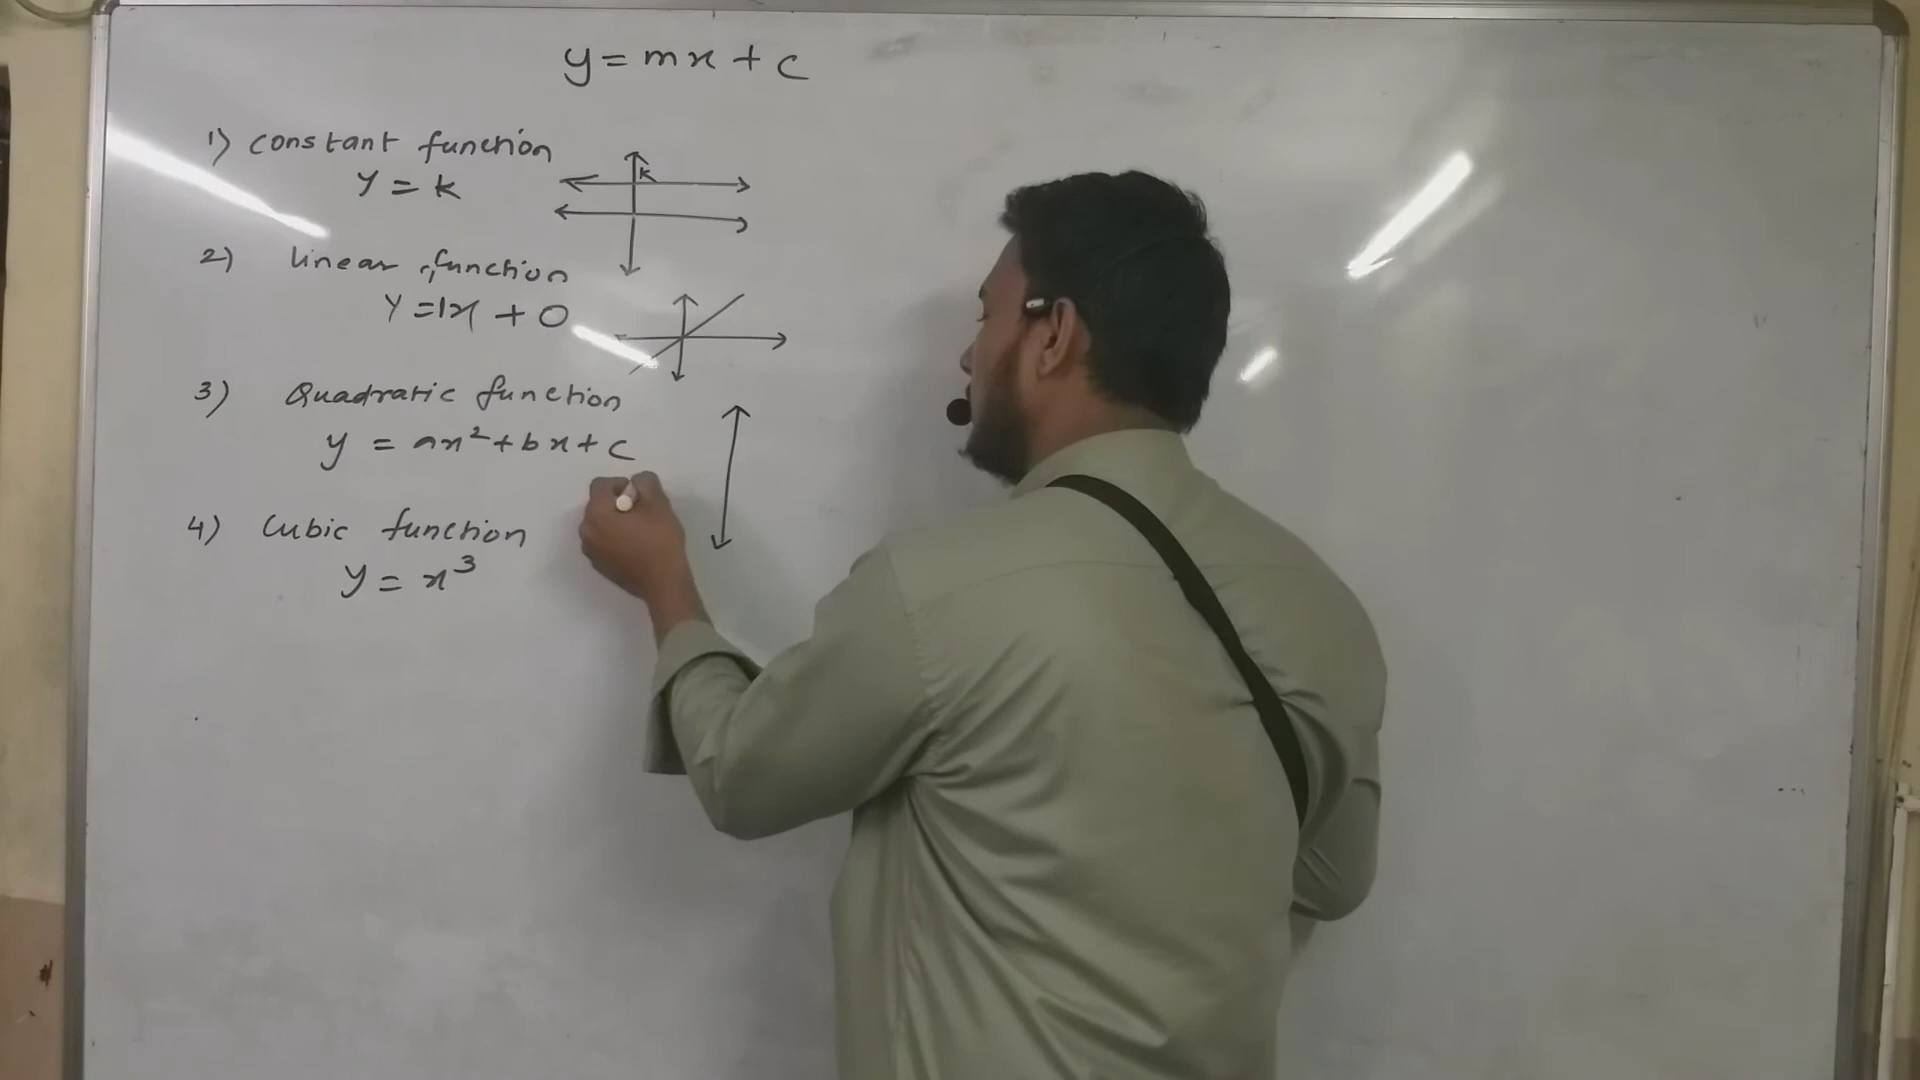 y = mx + c
1) constant function
y = k
k
2) linear function
y = 1x + 0
3) Quadratic function
y = ax² + bx + c
4) Cubic function
y = x³